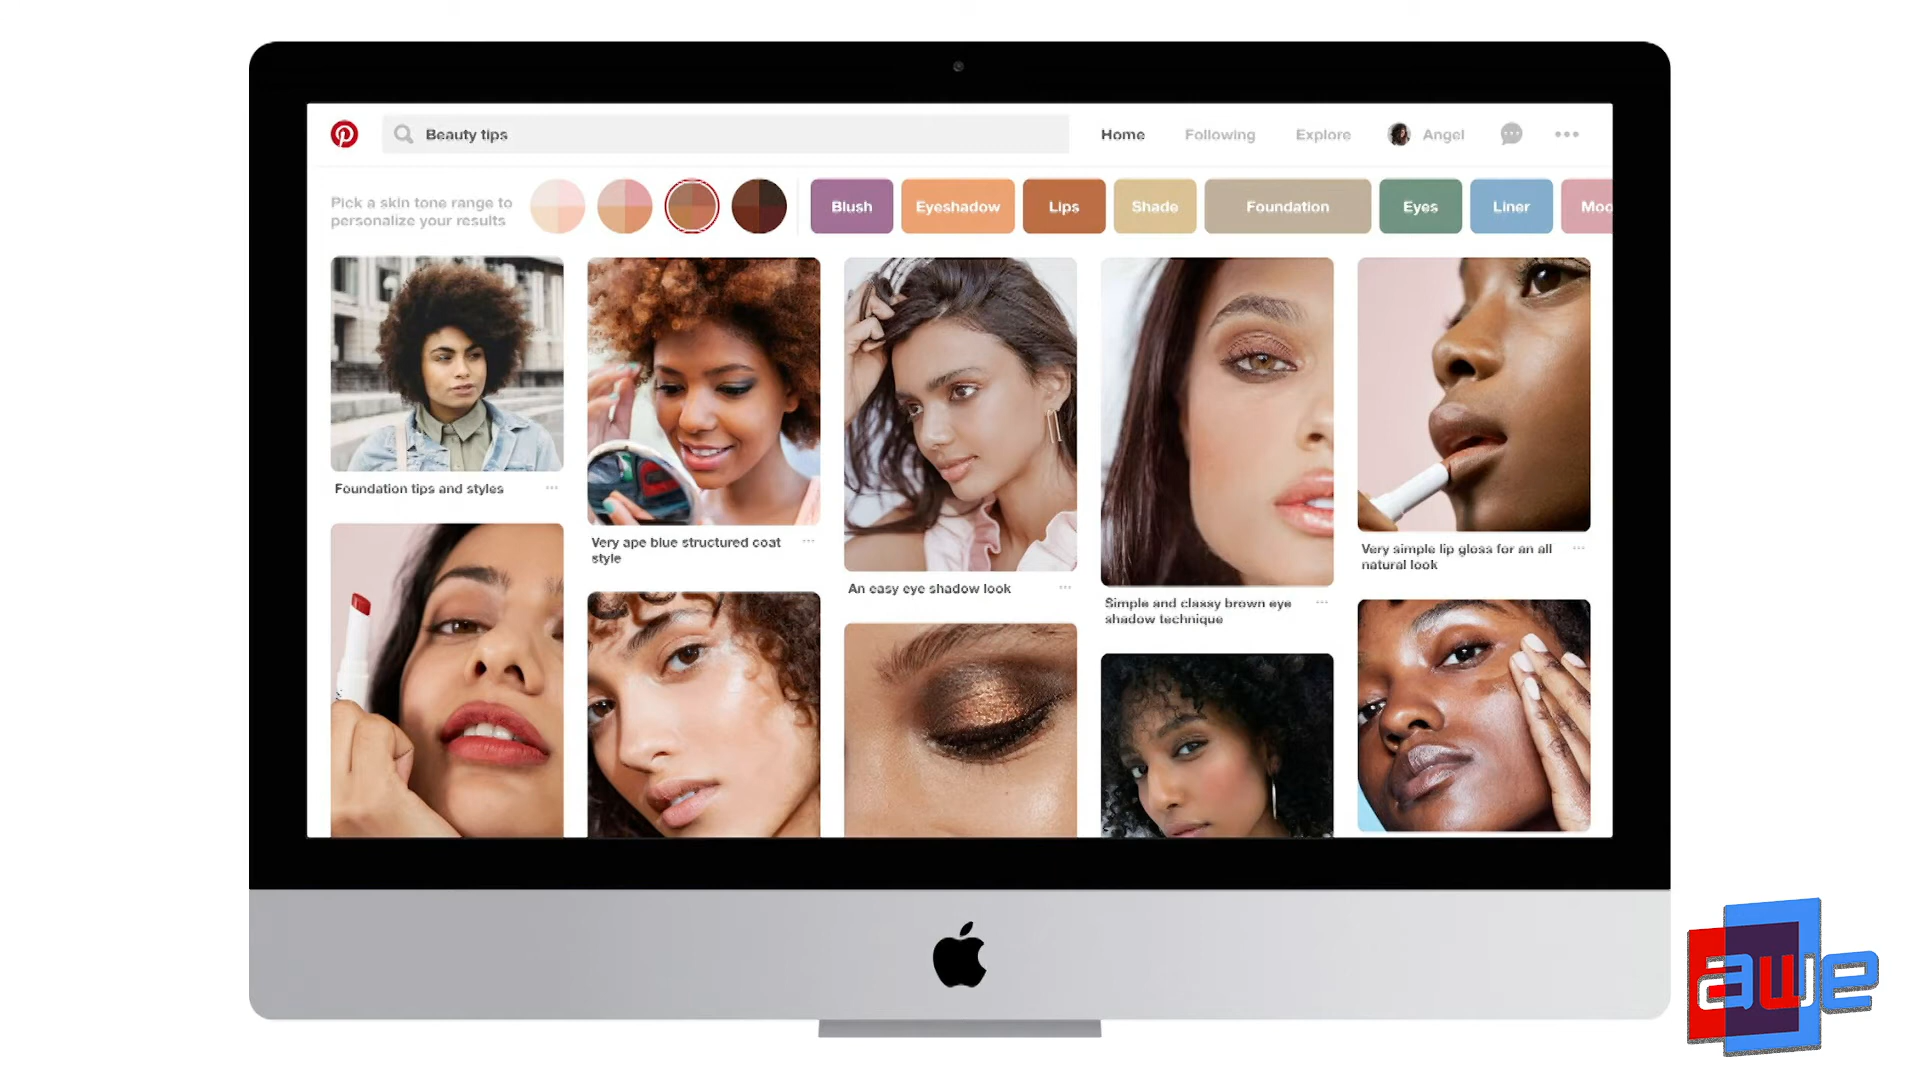 Beauty tips
Home
Following
Explore
Angel
Pick a skin tone range to
personalize your results
Blush
Eyeshadow
Lips
Shade
Foundation
Eyes
Liner
Moo
Foundation tips and styles
Very ape blue structured coat
style
An easy eye shadow look
Simple and classy brown eye
shadow technique
Very simple lip gloss for an all
natural look
awe